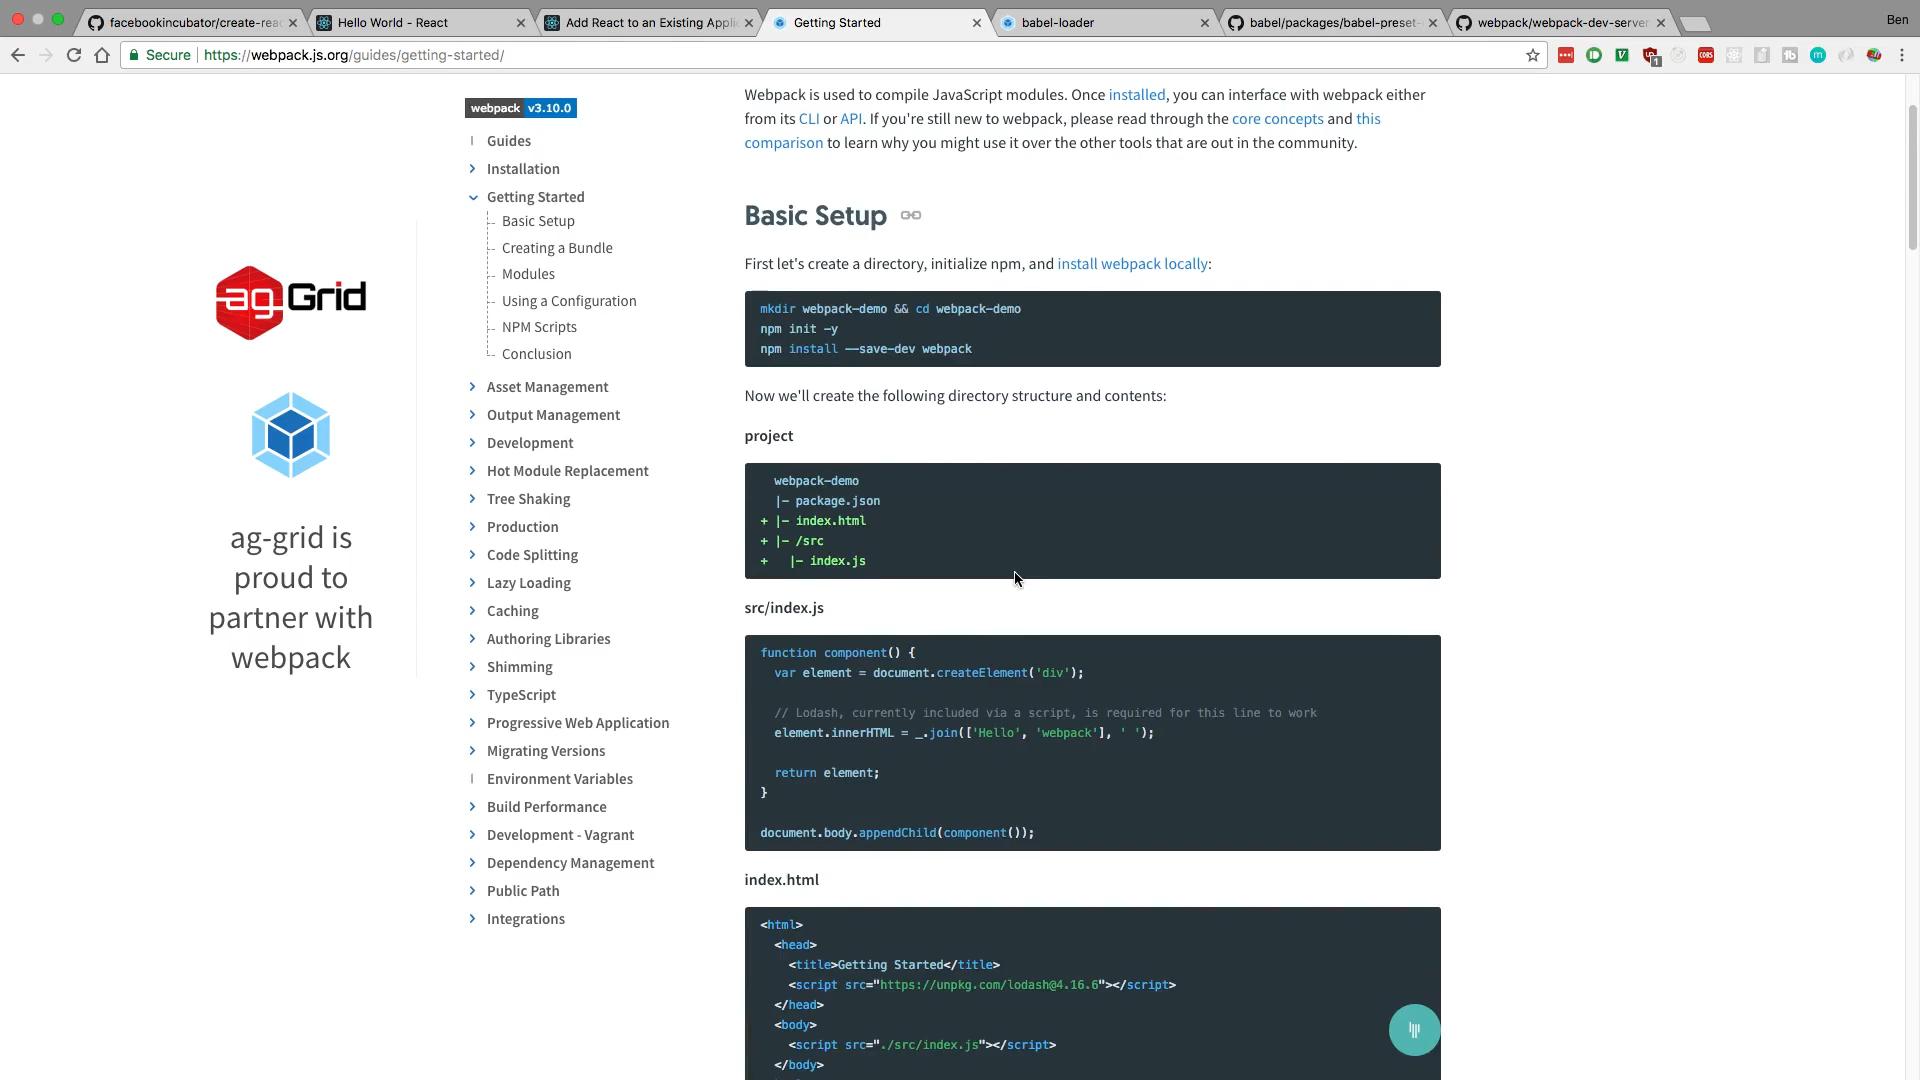 facebookincubator/create-rea
Hello World - React
Add React to an Existing Applic
Getting Started
babel-loader
babel/packages/babel-preset-
webpack/webpack-dev-server
Ben
Secure | https://webpack.js.org/guides/getting-started/
webpack v3.10.0
Guides
Installation
Getting Started
Basic Setup
Creating a Bundle
Modules
Using a Configuration
NPM Scripts
Conclusion
Asset Management
Output Management
Development
Hot Module Replacement
Tree Shaking
Production
Code Splitting
Lazy Loading
Caching
Authoring Libraries
Shimming
TypeScript
Progressive Web Application
Migrating Versions
Environment Variables
Build Performance
Development - Vagrant
Dependency Management
Public Path
Integrations
ag-Grid
ag-grid is
proud to
partner with
webpack
Webpack is used to compile JavaScript modules. Once installed, you can interface with webpack either
from its CLI or API. If you're still new to webpack, please read through the core concepts and this
comparison to learn why you might use it over the other tools that are out in the community.
Basic Setup
First let's create a directory, initialize npm, and install webpack locally:
mkdir webpack-demo && cd webpack-demo
npm init -y
npm install --save-dev webpack
Now we'll create the following directory structure and contents:
project
webpack-demo
|- package.json
+ |- index.html
+ |- /src
+   |- index.js
src/index.js
function component() {
var element = document.createElement('div');
// Lodash, currently included via a script, is required for this line to work
element.innerHTML = _.join(['Hello', 'webpack'], ' ');
return element;
}
document.body.appendChild(component());
index.html
<html>
<head>
<title>Getting Started</title>
<script src="https://unpkg.com/lodash@4.16.6"></script>
</head>
<body>
<script src="./src/index.js"></script>
</body>